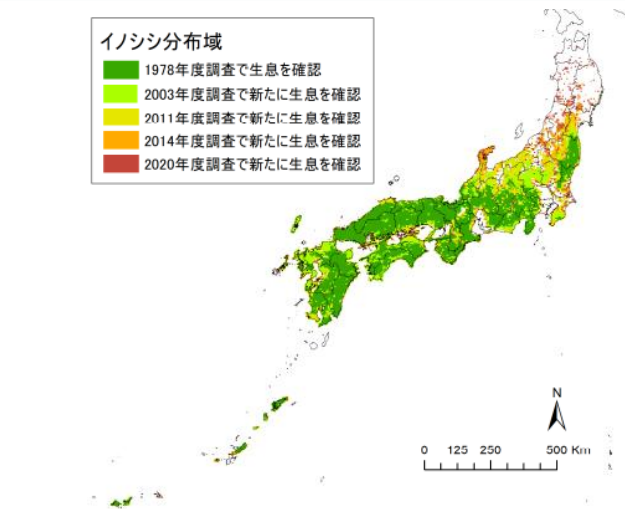 イノシシ分布域
1978年度調査で生息を確認
2003年度調査で新たに生息を確認
2011年度調査で新たに生息を確認
2014年度調査で新たに生息を確認
2020年度調査で新たに生息を確認
N
0 125 250 500 Km